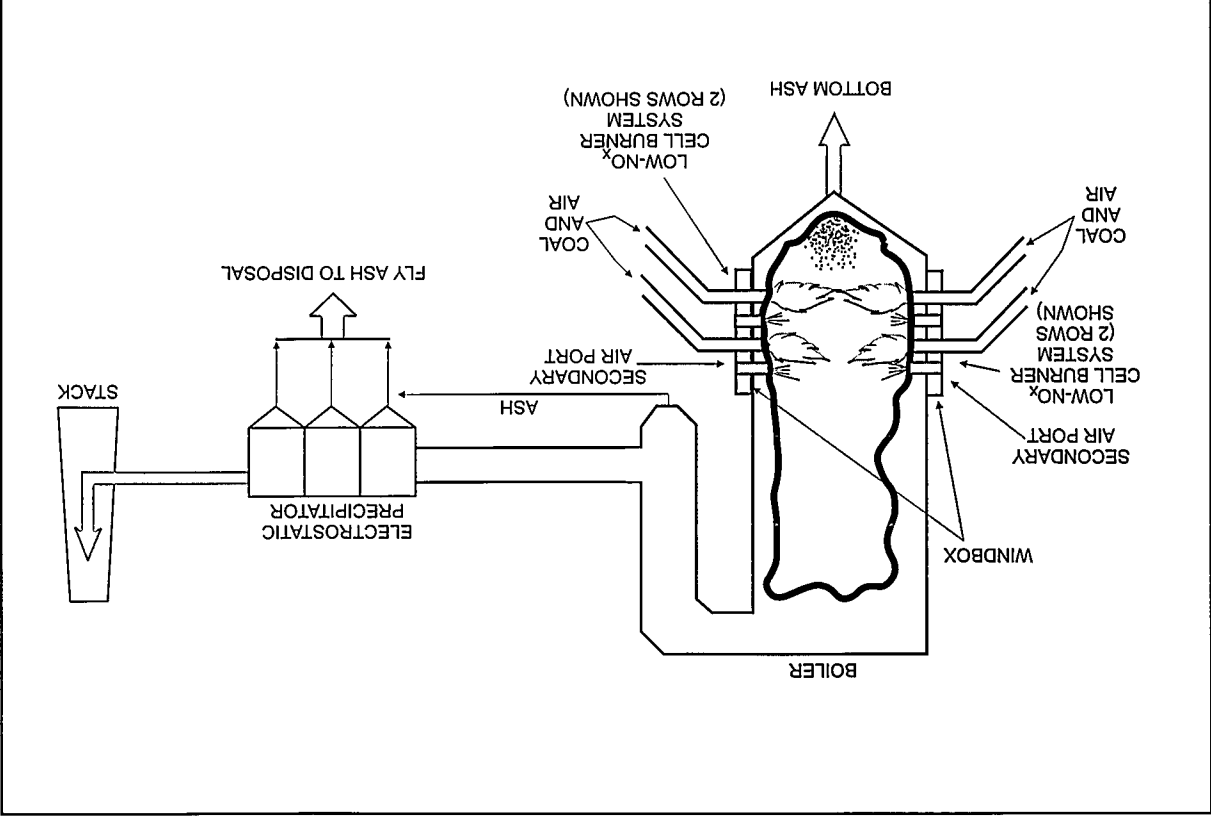 BOILER
WINDBOX
SECONDARY
AIR PORT
LOW-NOx
CELL BURNER
SYSTEM
(2 ROWS
SHOWN)
COAL
AND
AIR
BOTTOM ASH
SECONDARY
AIR PORT
COAL
AND
AIR
LOW-NOx
CELL BURNER
SYSTEM
(2 ROWS SHOWN)
ASH
ELECTROSTATIC
PRECIPITATOR
FLY ASH TO DISPOSAL
STACK